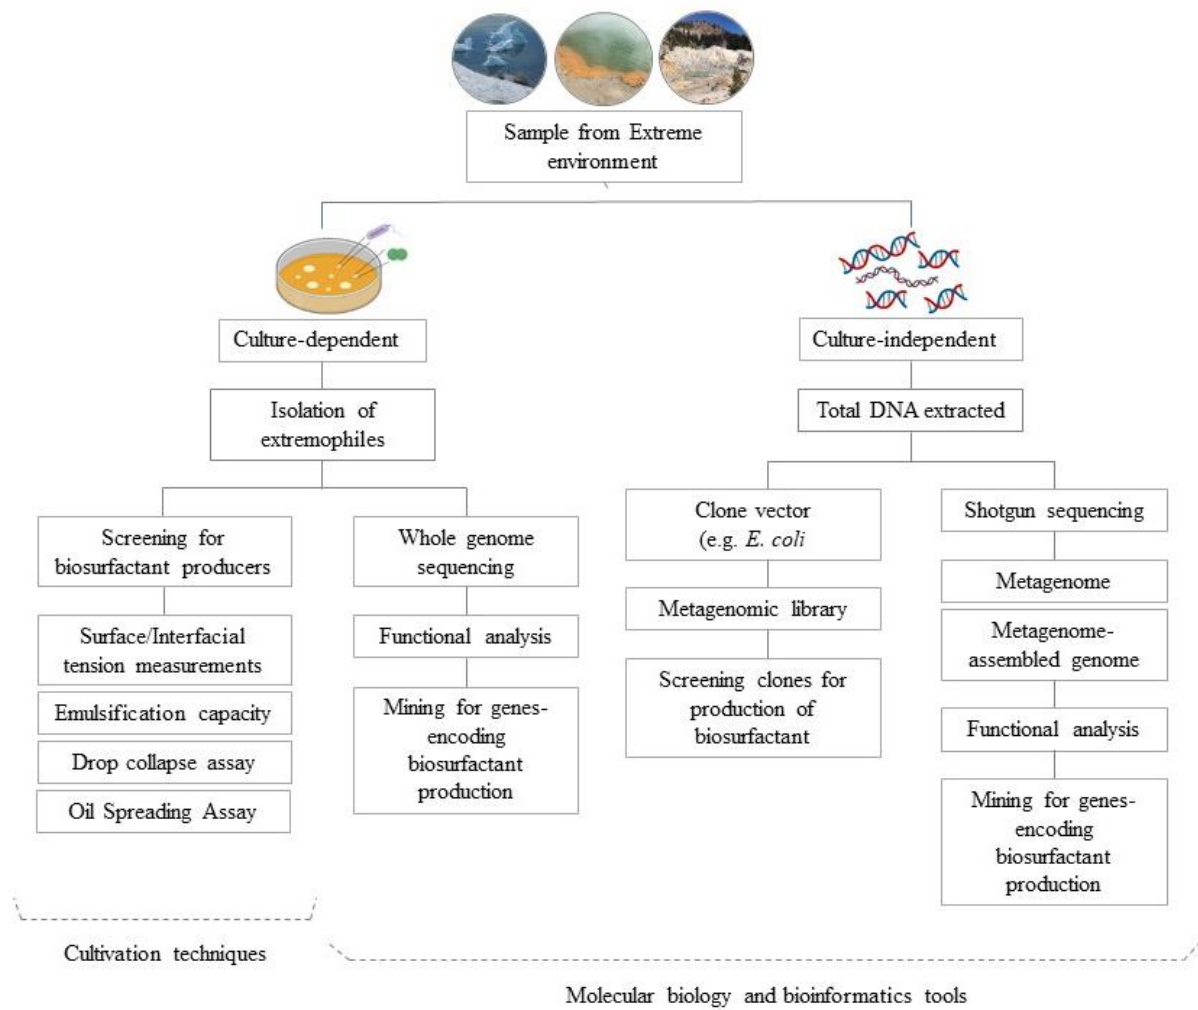 Sample from Extreme
environment
Culture-dependent
Isolation of
extremophiles
Screening for
biosurfactant producers
Surface/Interfacial
tension measurements
Emulsification capacity
Drop collapse assay
Oil Spreading Assay
Whole genome
sequencing
Functional analysis
Mining for genes-
encoding
biosurfactant
production
Culture-independent
Total DNA extracted
Clone vector
(e.g. E. coli
Metagenomic library
Screening clones for
production of
biosurfactant
Shotgun sequencing
Metagenome
Metagenome-
assembled genome
Functional analysis
Mining for genes-
encoding
biosurfactant
production
Cultivation techniques
Molecular biology and bioinformatics tools